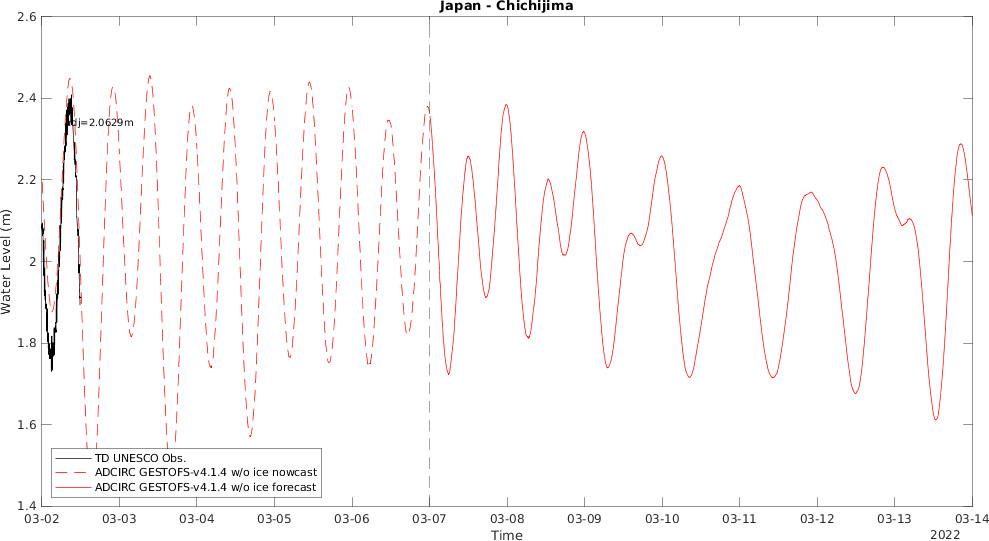 Japan - Chichijima
2.6
2.4
2.2
2
1.8
1.6
1.4
Water Level (m)
dj=2.0629m
TD UNESCO Obs.
ADCIRC GESTOFS-v4.1.4 w/o ice nowcast
ADCIRC GESTOFS-v4.1.4 w/o ice forecast
03-02 03-03 03-04 03-05 03-06 03-07 03-08 03-09 03-10 03-11 03-12 03-13 03-14
Time
2022